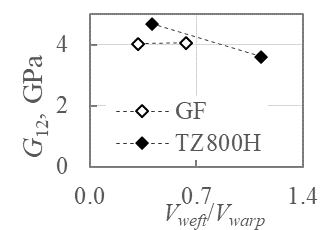 4
2
0
G12, GPa
GF
TZ800H
0.0 0.7 1.4
Vweft/Vwarp